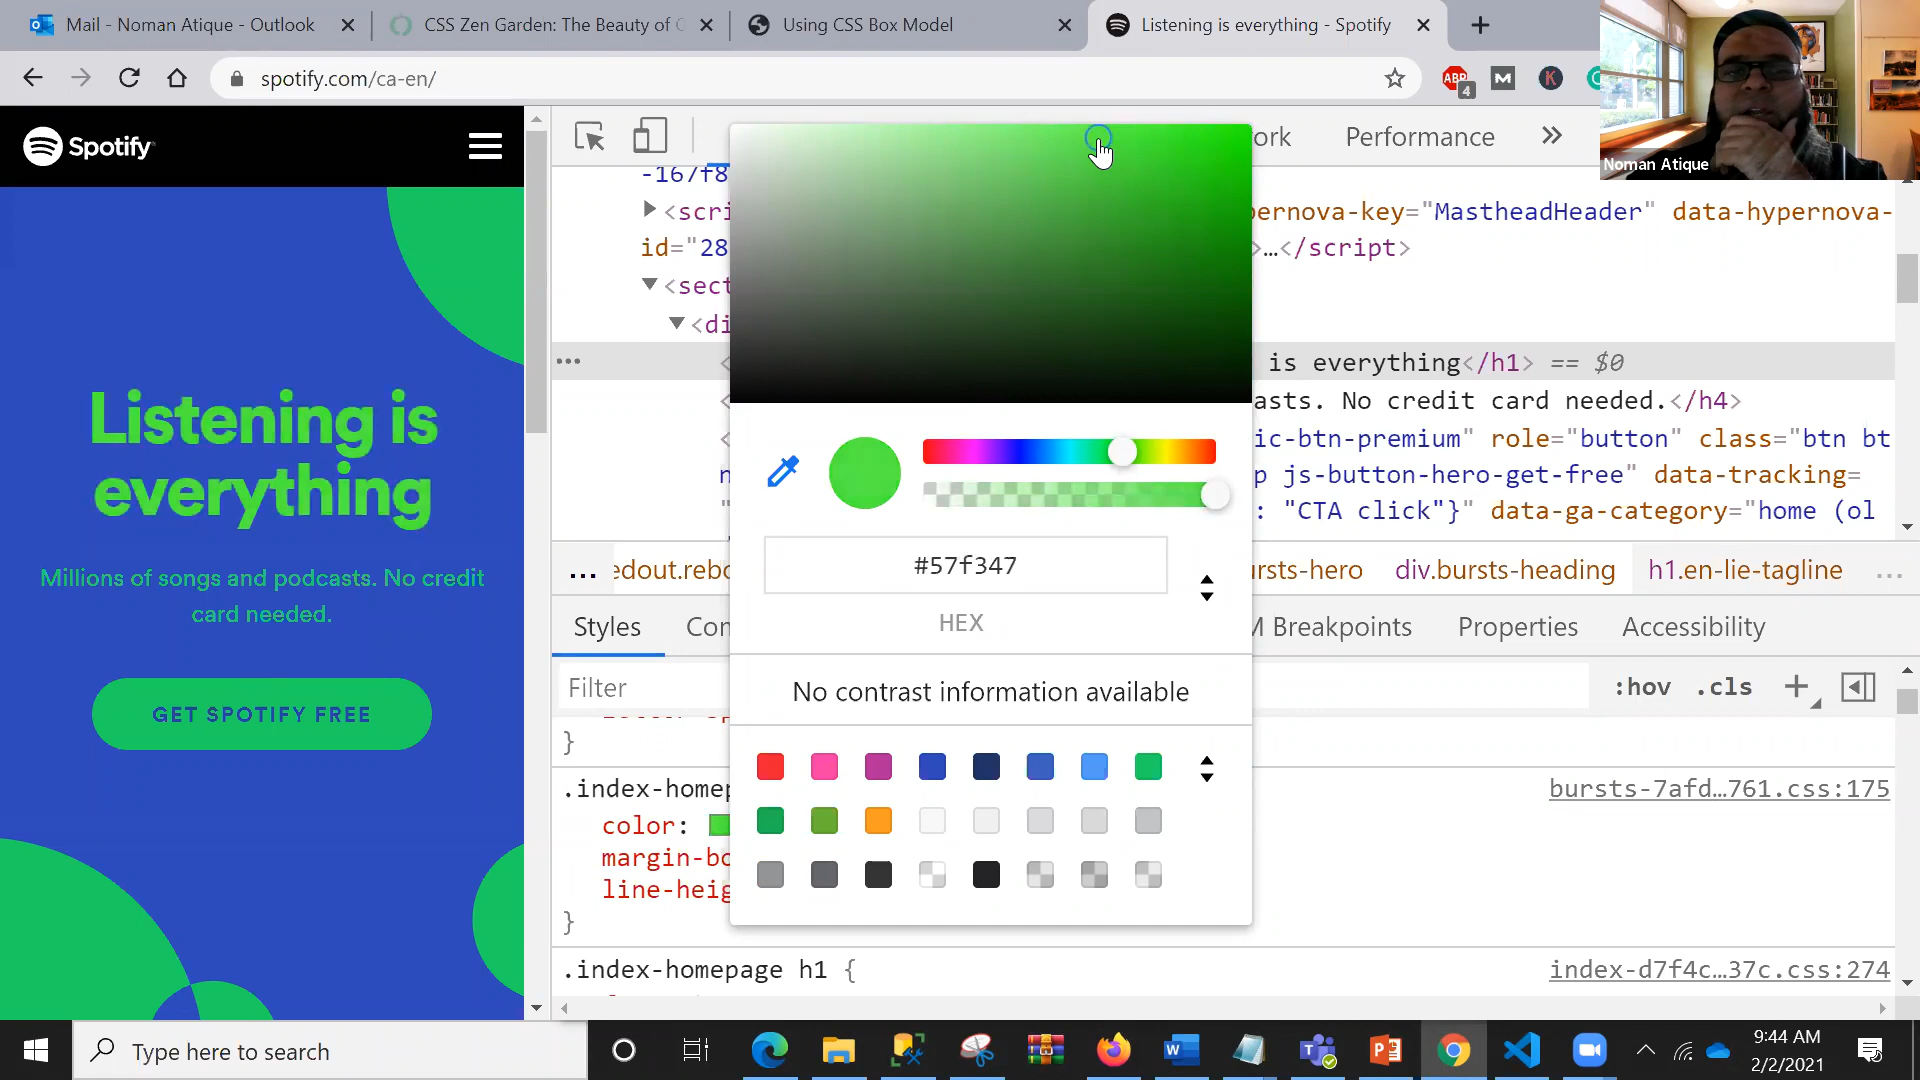 Mail - Noman Atique - Outlook
CSS Zen Garden: The Beauty of C
Using CSS Box Model
Listening is everything - Spotify
spotify.com/ca-en/
ABP
4
M
K
Noman Atique
Spotify
ork
Performance
-167f8
<scri
pernova-key="MastheadHeader" data-hypernova-
id="28
>…</script>
<sect
<di
is everything</h1> == $0
asts. No credit card needed.</h4>
ic-btn-premium" role="button" class="btn bt
n
p js-button-hero-get-free" data-tracking=
: "CTA click"}" data-ga-category="home (ol
Listening is
everything
Millions of songs and podcasts. No credit
card needed.
GET SPOTIFY FREE
#57f347
HEX
No contrast information available
... edout.rebo
ursts-hero
div.bursts-heading
h1.en-lie-tagline
...
Styles
Con
M Breakpoints
Properties
Accessibility
Filter
:hov
.cls
}
.index-homep
bursts-7afd…761.css:175
color:
margin-bo
line-heig
}
.index-homepage h1 {
index-d7f4c…37c.css:274
Type here to search
9:44 AM
2/2/2021